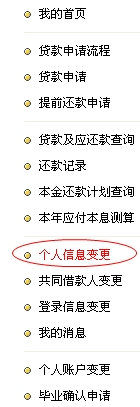 我的首页
贷款申请流程
贷款申请
提前还款申请
贷款及应还款查询
还款记录
本金还款计划查询
本年应付本息测算
个人信息变更
共同借款人变更
登录信息变更
我的消息
个人账户变更
毕业确认申请